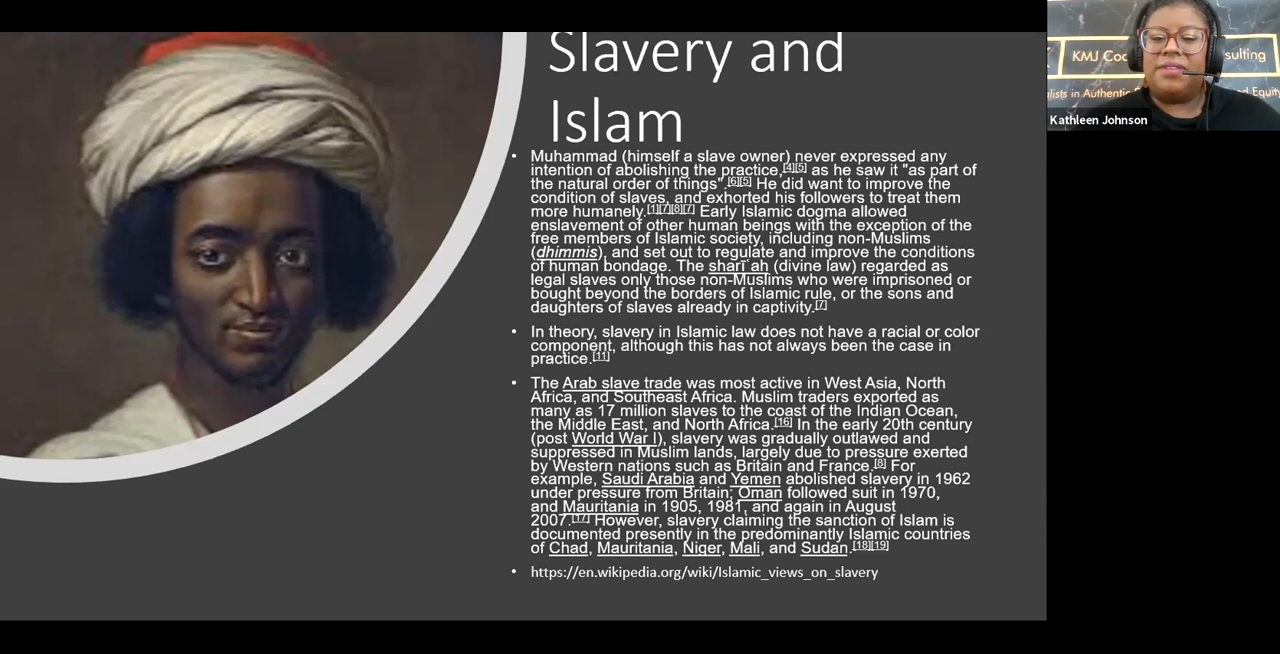 Slavery and
Islam
• Muhammad (himself a slave owner) never expressed any
intention of abolishing the practice,[4][5] as he saw it "as part of
the natural order of things".[6][5] He did want to improve the
condition of slaves, and exhorted his followers to treat them
more humanely.[1][7][8][7] Early Islamic dogma allowed
enslavement of other human beings with the exception of the
free members of Islamic society, including non-Muslims
(dhimmis), and set out to regulate and improve the conditions
of human bondage. The sharīʿah (divine law) regarded as
legal slaves only those non-Muslims who were imprisoned or
bought beyond the borders of Islamic rule, or the sons and
daughters of slaves already in captivity.[7]
• In theory, slavery in Islamic law does not have a racial or color
component, although this has not always been the case in
practice.[11]
• The Arab slave trade was most active in West Asia, North
Africa, and Southeast Africa. Muslim traders exported as
many as 17 million slaves to the coast of the Indian Ocean,
the Middle East, and North Africa.[16] In the early 20th century
(post World War I), slavery was gradually outlawed and
suppressed in Muslim lands, largely due to pressure exerted
by Western nations such as Britain and France.[8] For
example, Saudi Arabia and Yemen abolished slavery in 1962
under pressure from Britain; Oman followed suit in 1970,
and Mauritania in 1905, 1981, and again in August
2007.[17] However, slavery claiming the sanction of Islam is
documented presently in the predominantly Islamic countries
of Chad, Mauritania, Niger, Mali, and Sudan.[18][19]
• https://en.wikipedia.org/wiki/Islamic_views_on_slavery
KMJ Co sulting
in Authentic Equity
Kathleen Johnson